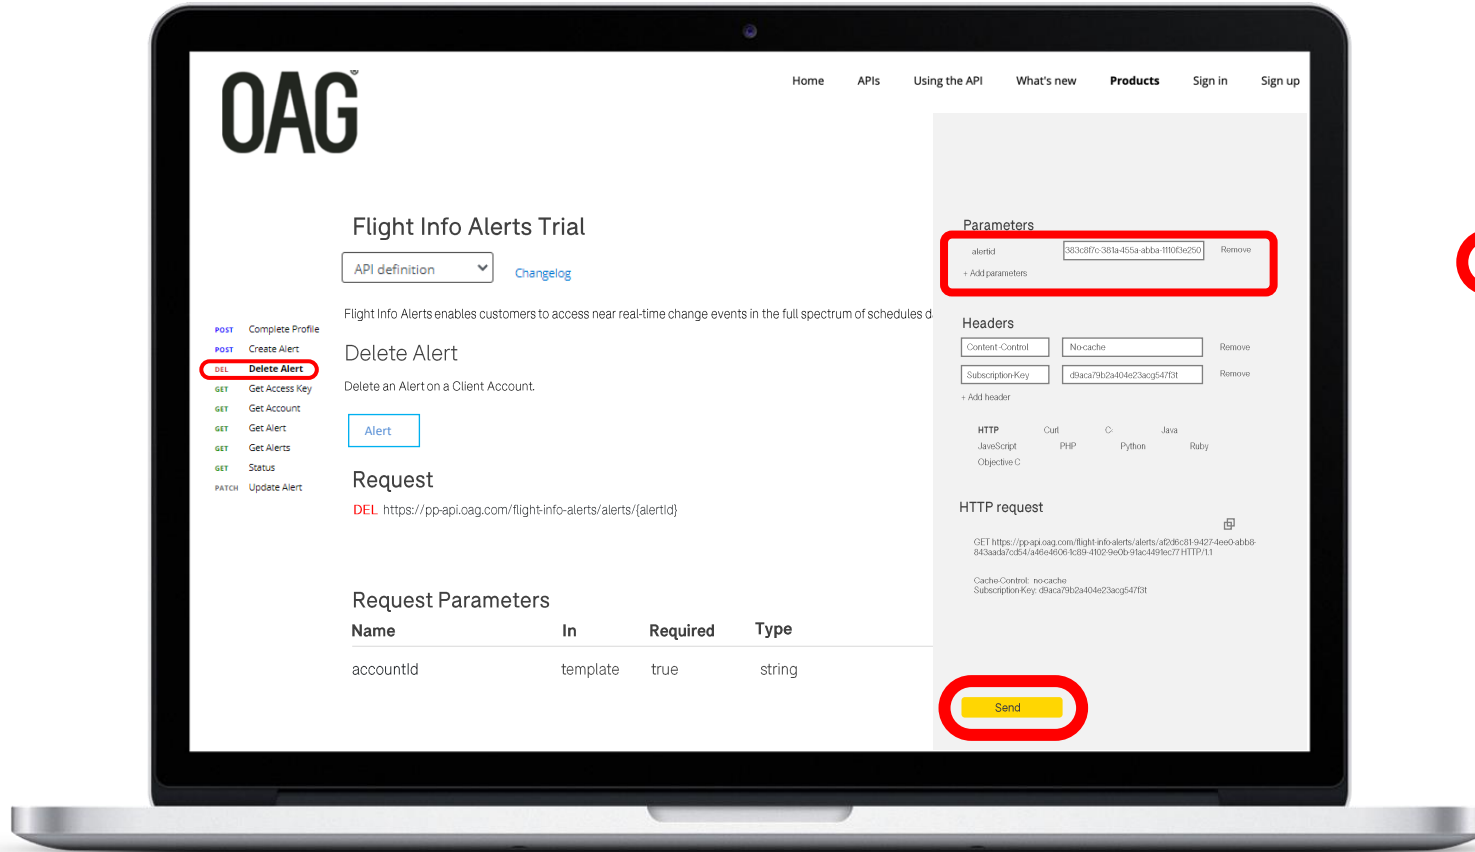 OAG®
Home APIs Using the API What's new Products Sign in Sign up
Flight Info Alerts Trial
API definition
Changelog
Flight Info Alerts enables customers to access near real-time change events in the full spectrum of schedules d
POST Complete Profile
POST Create Alert
DEL Delete Alert
GET Get Access Key
GET Get Account
GET Get Alert
GET Get Alerts
GET Status
PATCH Update Alert
Delete Alert
Delete an Alert on a Client Account.
Alert
Request
DEL https://pp-api.oag.com/flight-info-alerts/alerts/{alertId}
Request Parameters
Name In Required Type
accountId template true string
Parameters
alertid 383c8f7c-381a-455a-abba-1110f3e250 Remove
+ Add parameters
Headers
Content-Control No-cache Remove
Subscription-Key d9aca79b2a404e23acg547f3t Remove
+ Add header
HTTP Curl C- Java
JaveScript PHP Python Ruby
Objective C
HTTP request
GET https://pp-api.oag.com/flight-info-alerts/alerts/af2d6c81-9427-4ee0-abb8-
843aada7cd54/a46e4606-1c89-4102-9e0b-91ac4491ec77 HTTP/1.1
Cache-Control: no-cache
Subscription-Key: d9aca79b2a404e23acg547f3t
Send